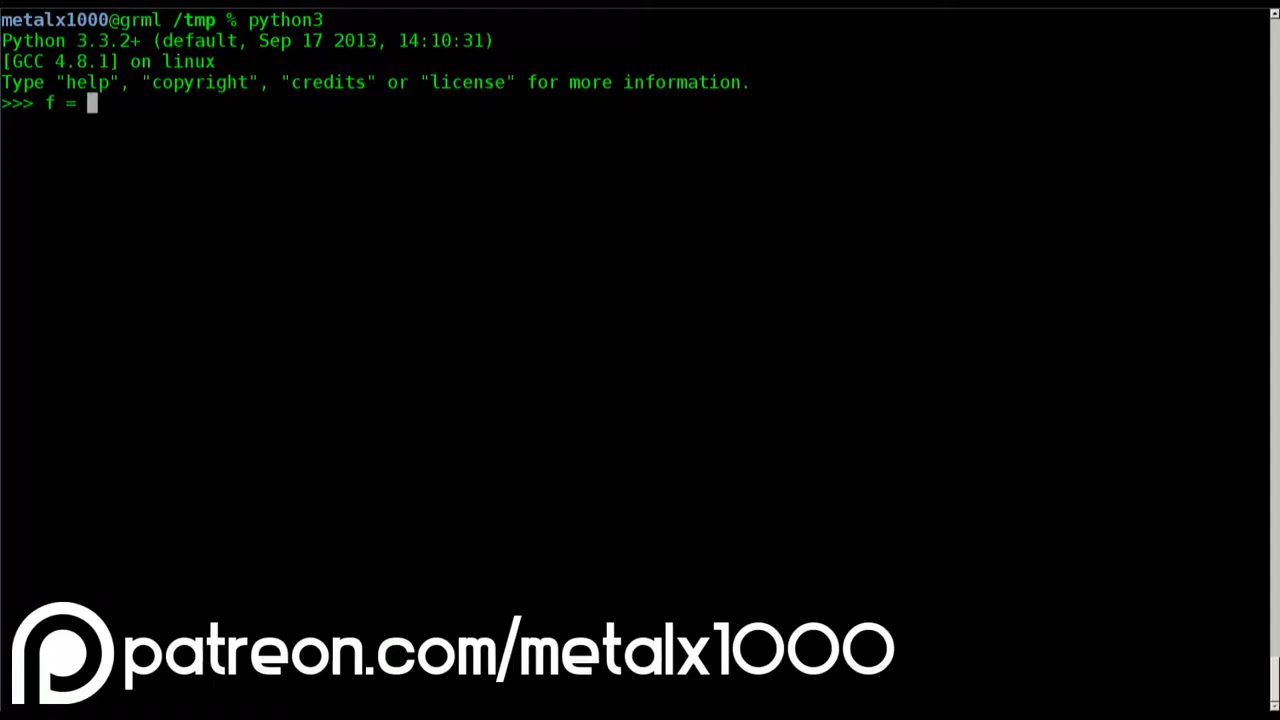 metalx1000@grml /tmp % python3
Python 3.3.2+ (default, Sep 17 2013, 14:10:31)
[GCC 4.8.1] on linux
Type "help", "copyright", "credits" or "license" for more information.
>>> f =
patreon.com/metalx1000